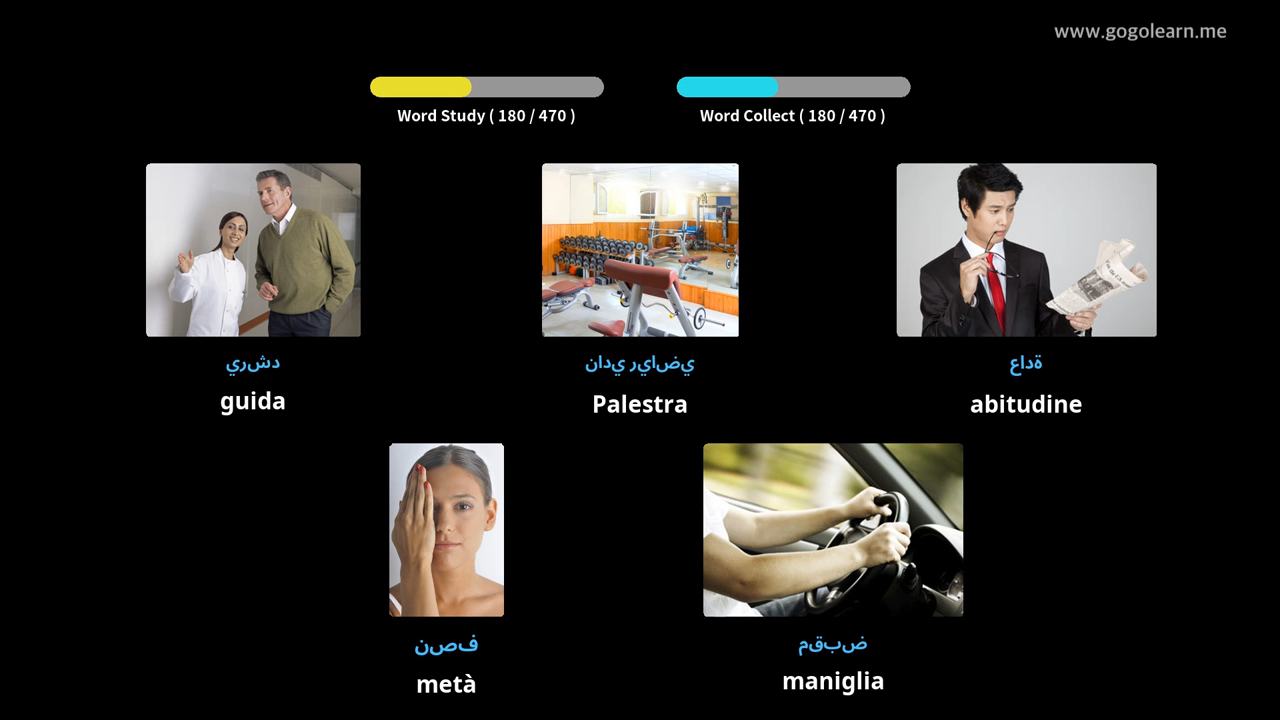 www.gogolearn.me
Word Study ( 180 / 470 )
Word Collect ( 180 / 470 )
دشري
guida
يضاير يدان
Palestra
ةداع
abitudine
فصن
metà
ضبقم
maniglia